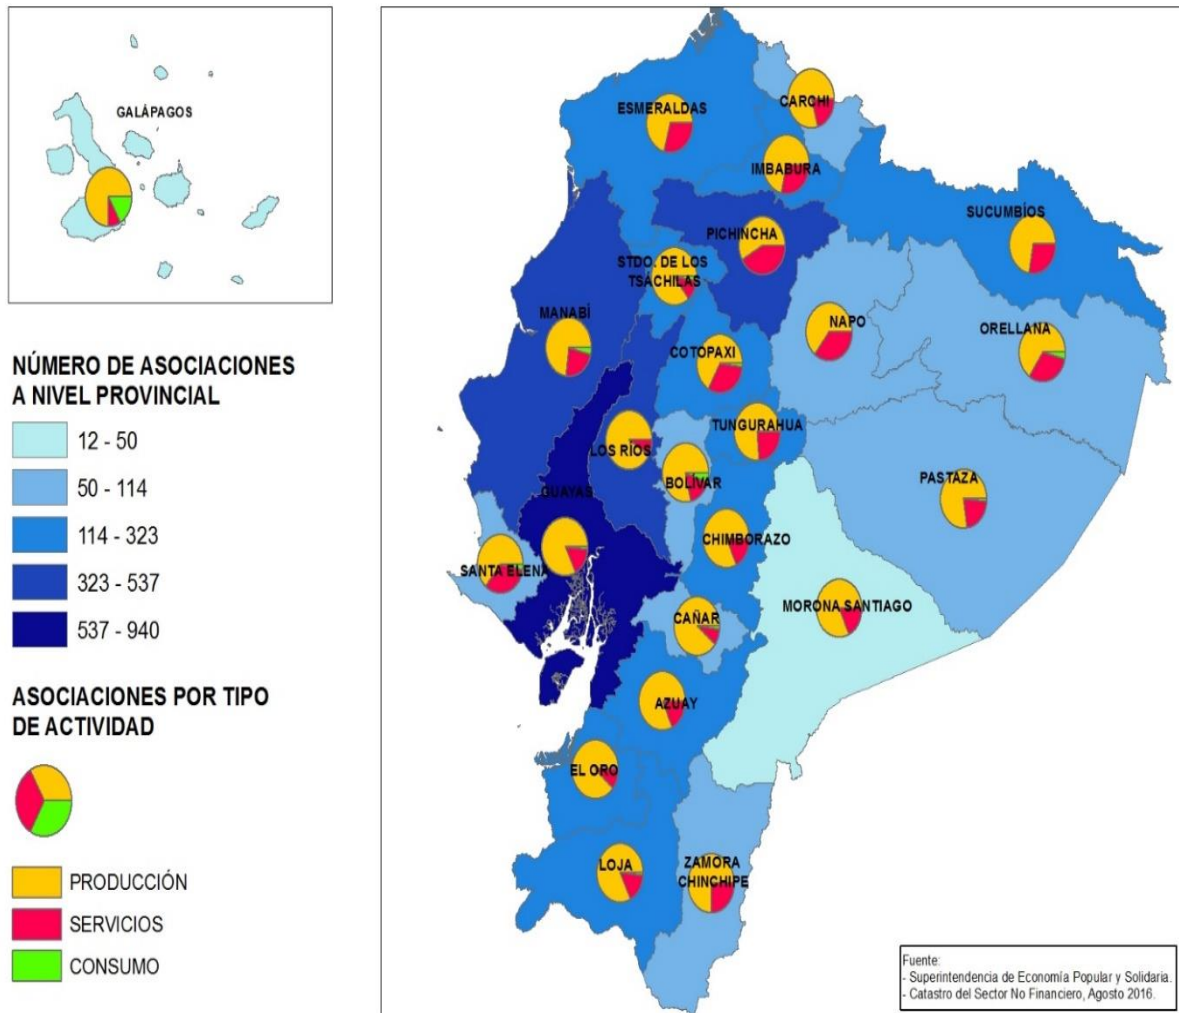 GALÁPAGOS
NÚMERO DE ASOCIACIONES
A NIVEL PROVINCIAL
12 - 50
50 - 114
114 - 323
323 - 537
537 - 940
ASOCIACIONES POR TIPO
DE ACTIVIDAD
PRODUCCIÓN
SERVICIOS
CONSUMO
ESMERALDAS
CARCHI
IMBABURA
SUCUMBÍOS
PICHINCHA
STDO. DE LOS
TSÁCHILAS
MANABÍ
NAPO
ORELLANA
COTOPAXI
TUNGURAHUA
LOS RÍOS
BOLÍVAR
PASTAZA
GUAYAS
CHIMBORAZO
SANTA ELENA
MORONA SANTIAGO
CAÑAR
AZUAY
EL ORO
LOJA
ZAMORA
CHINCHIPE
Fuente:
- Superintendencia de Economía Popular y Solidaria.
- Catastro del Sector No Financiero, Agosto 2016.